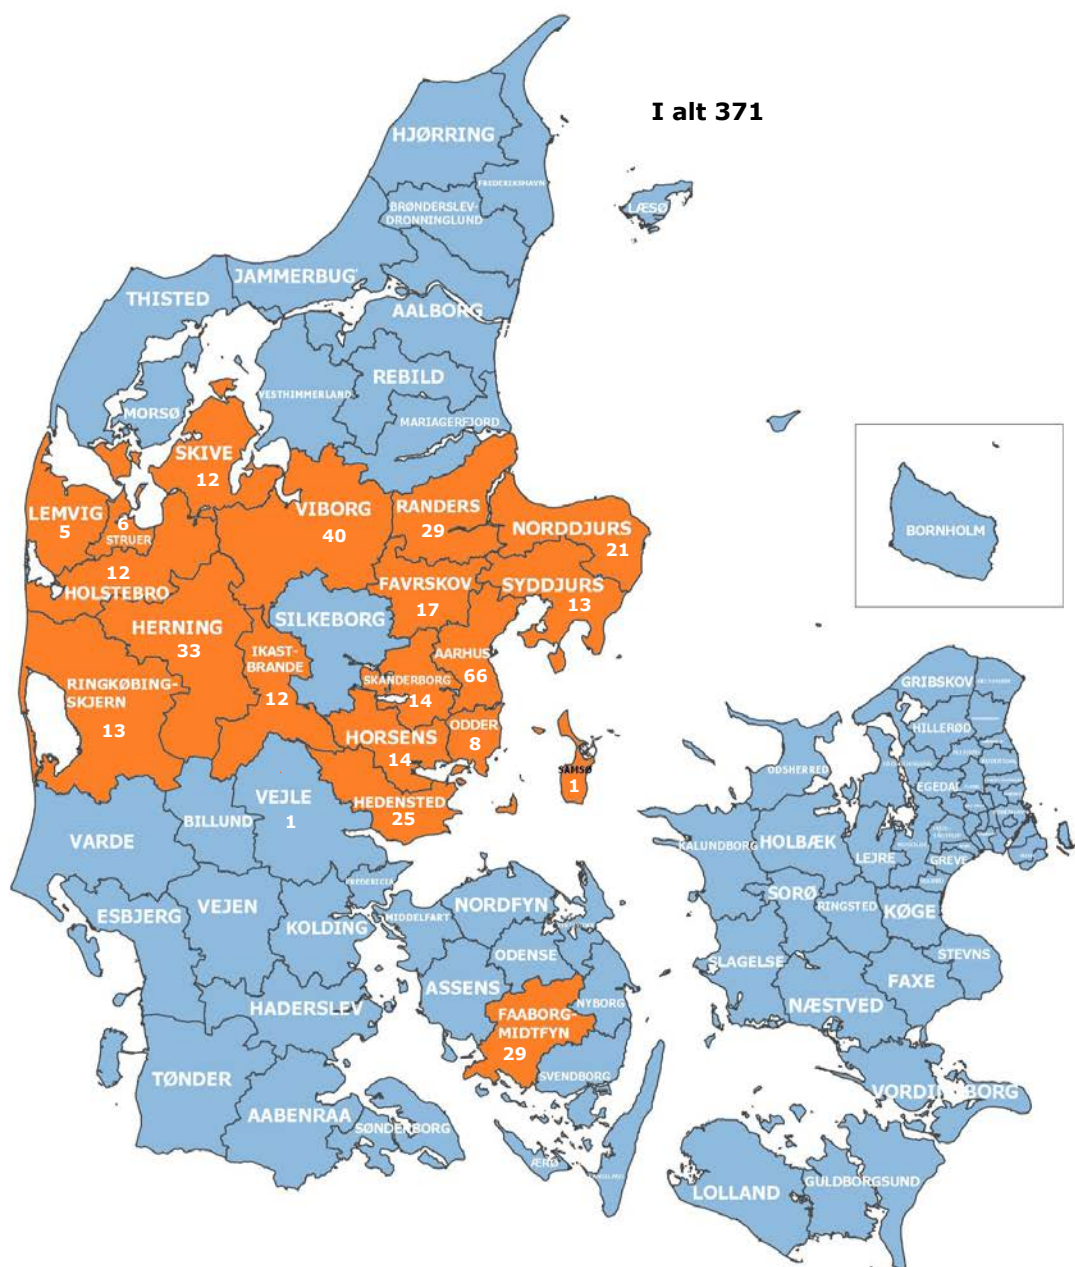 I alt 371
HJØRRING
FREDERIKSHAVN
LÆSØ
BRØNDERSLEV-
DRONNINGLUND
JAMMERBUGT
THISTED
AALBORG
REBILD
VESTHIMMERLAND
MORSØ
MARIAGERFJORD
SKIVE
12
LEMVIG
5
6
STRUER
VIBORG
40
RANDERS
29
NORDDJURS
21
BORNHOLM
12
HOLSTEBRO
FAVRSKOV
17
SYDDJURS
13
HERNING
33
SILKEBORG
IKAST-
BRANDE
12
AARHUS
66
SKANDERBORG
14
RINGKØBING-
SKJERN
13
HORSENS
14
ODDER
8
SAMSØ
1
HEDENSTED
25
VEJLE
1
BILLUND
VARDE
GRIBSKOV
HILLERØD
EGEDAL
ODSHERRED
KALUNDBORG
HOLBÆK
LEJRE
GREVE
SORØ
RINGSTED
KØGE
STEVNS
SLAGELSE
FAXE
NÆSTVED
VORDINGBORG
LOLLAND
GULDBORGSUND
FREDERICIA
MIDDELFART
NORDFYN
ESBJERG
VEJEN
KOLDING
ODENSE
ASSENS
HADERSLEV
NYBORG
FAABORG-
MIDTFYN
29
SVENDBORG
TØNDER
AABENRAA
SØNDERBORG
ÆRØ